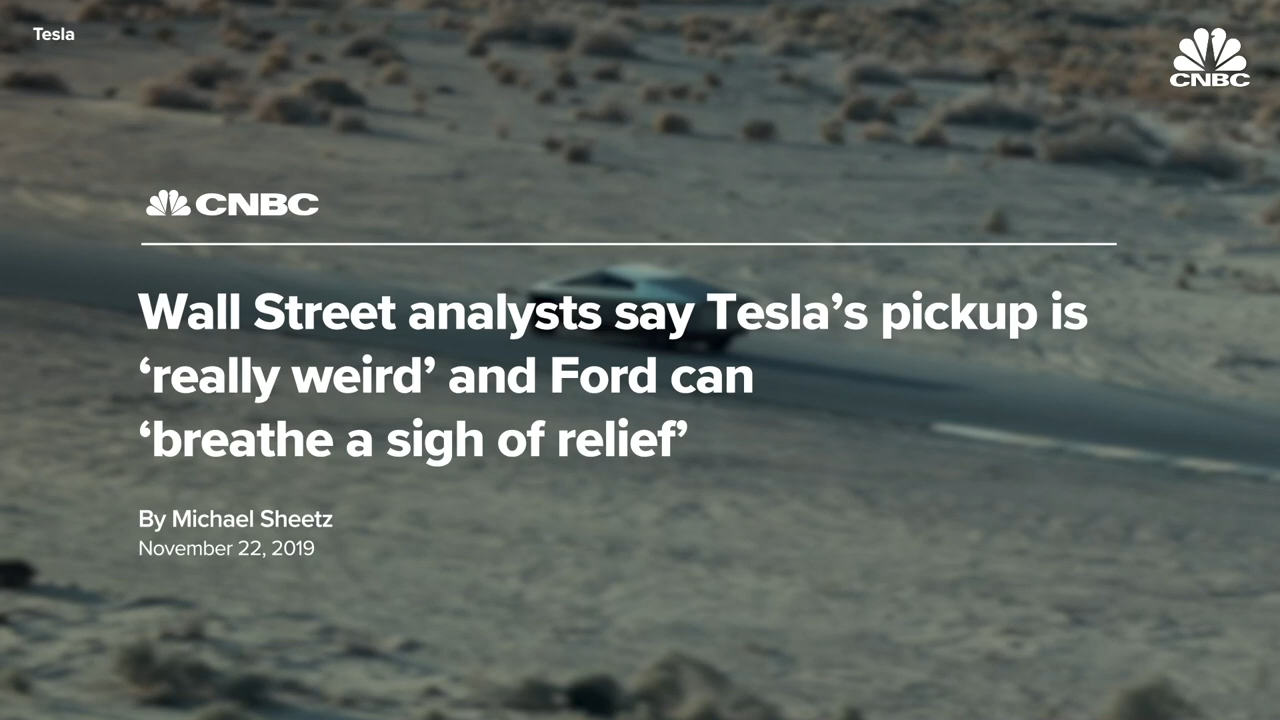 Tesla
CNBC
CNBC
Wall Street analysts say Tesla’s pickup is
‘really weird’ and Ford can
‘breathe a sigh of relief’
By Michael Sheetz
November 22, 2019